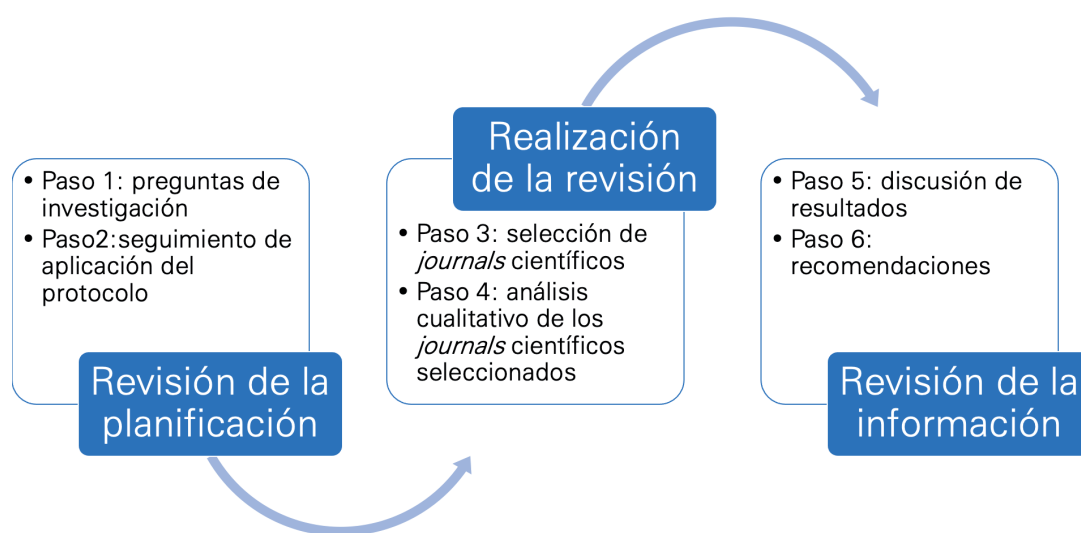 • Paso 1: preguntas de
investigación
• Paso2:seguimiento de
aplicación del
protocolo
Revisión de la
planificación
Realización
de la revisión
• Paso 3: selección de
journals científicos
• Paso 4: análisis
cualitativo de los
journals científicos
seleccionados
• Paso 5: discusión de
resultados
• Paso 6:
recomendaciones
Revisión de la
información